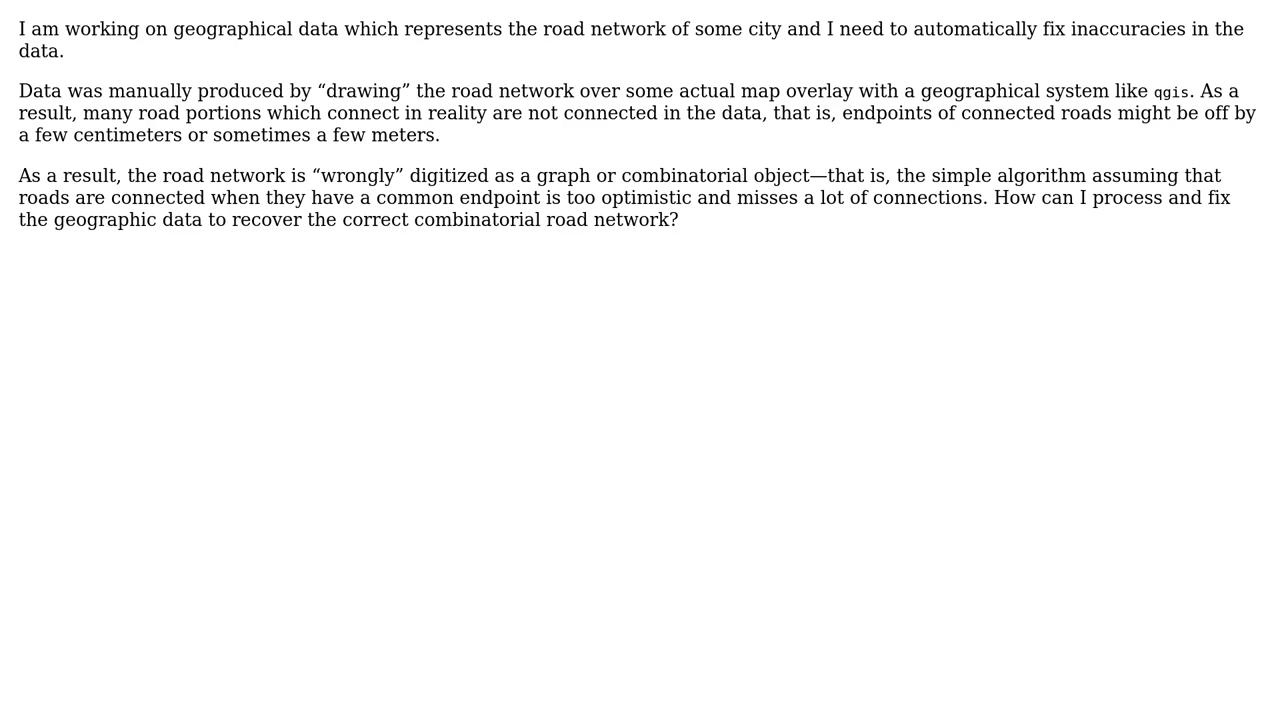 I am working on geographical data which represents the road network of some city and I need to automatically fix inaccuracies in the
data.
Data was manually produced by “drawing” the road network over some actual map overlay with a geographical system like qgis. As a
result, many road portions which connect in reality are not connected in the data, that is, endpoints of connected roads might be off by
a few centimeters or sometimes a few meters.
As a result, the road network is “wrongly” digitized as a graph or combinatorial object—that is, the simple algorithm assuming that
roads are connected when they have a common endpoint is too optimistic and misses a lot of connections. How can I process and fix
the geographic data to recover the correct combinatorial road network?